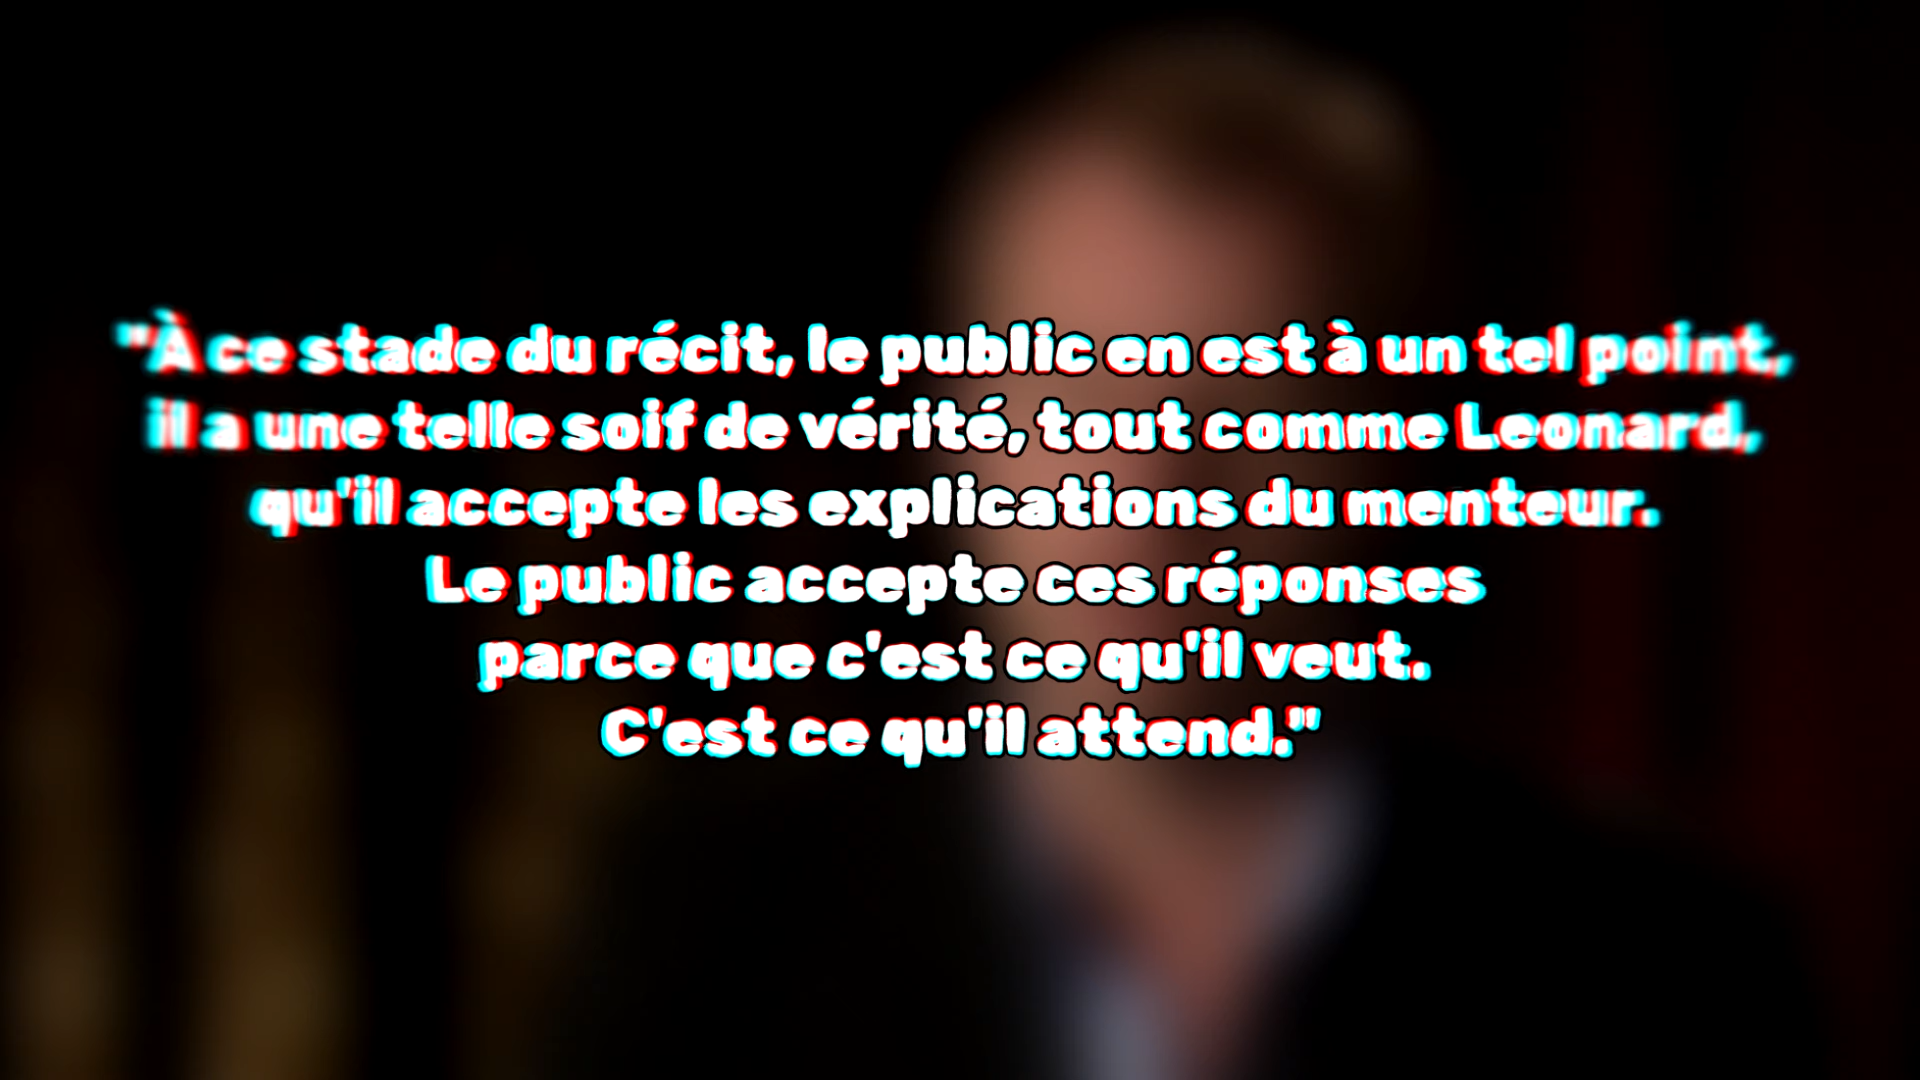 "À ce stade du récit, le public en est à un tel point,
il a une telle soif de vérité, tout comme Leonard,
qu'il accepte les explications du menteur.
Le public accepte ces réponses
parce que c'est ce qu'il veut.
C'est ce qu'il attend."